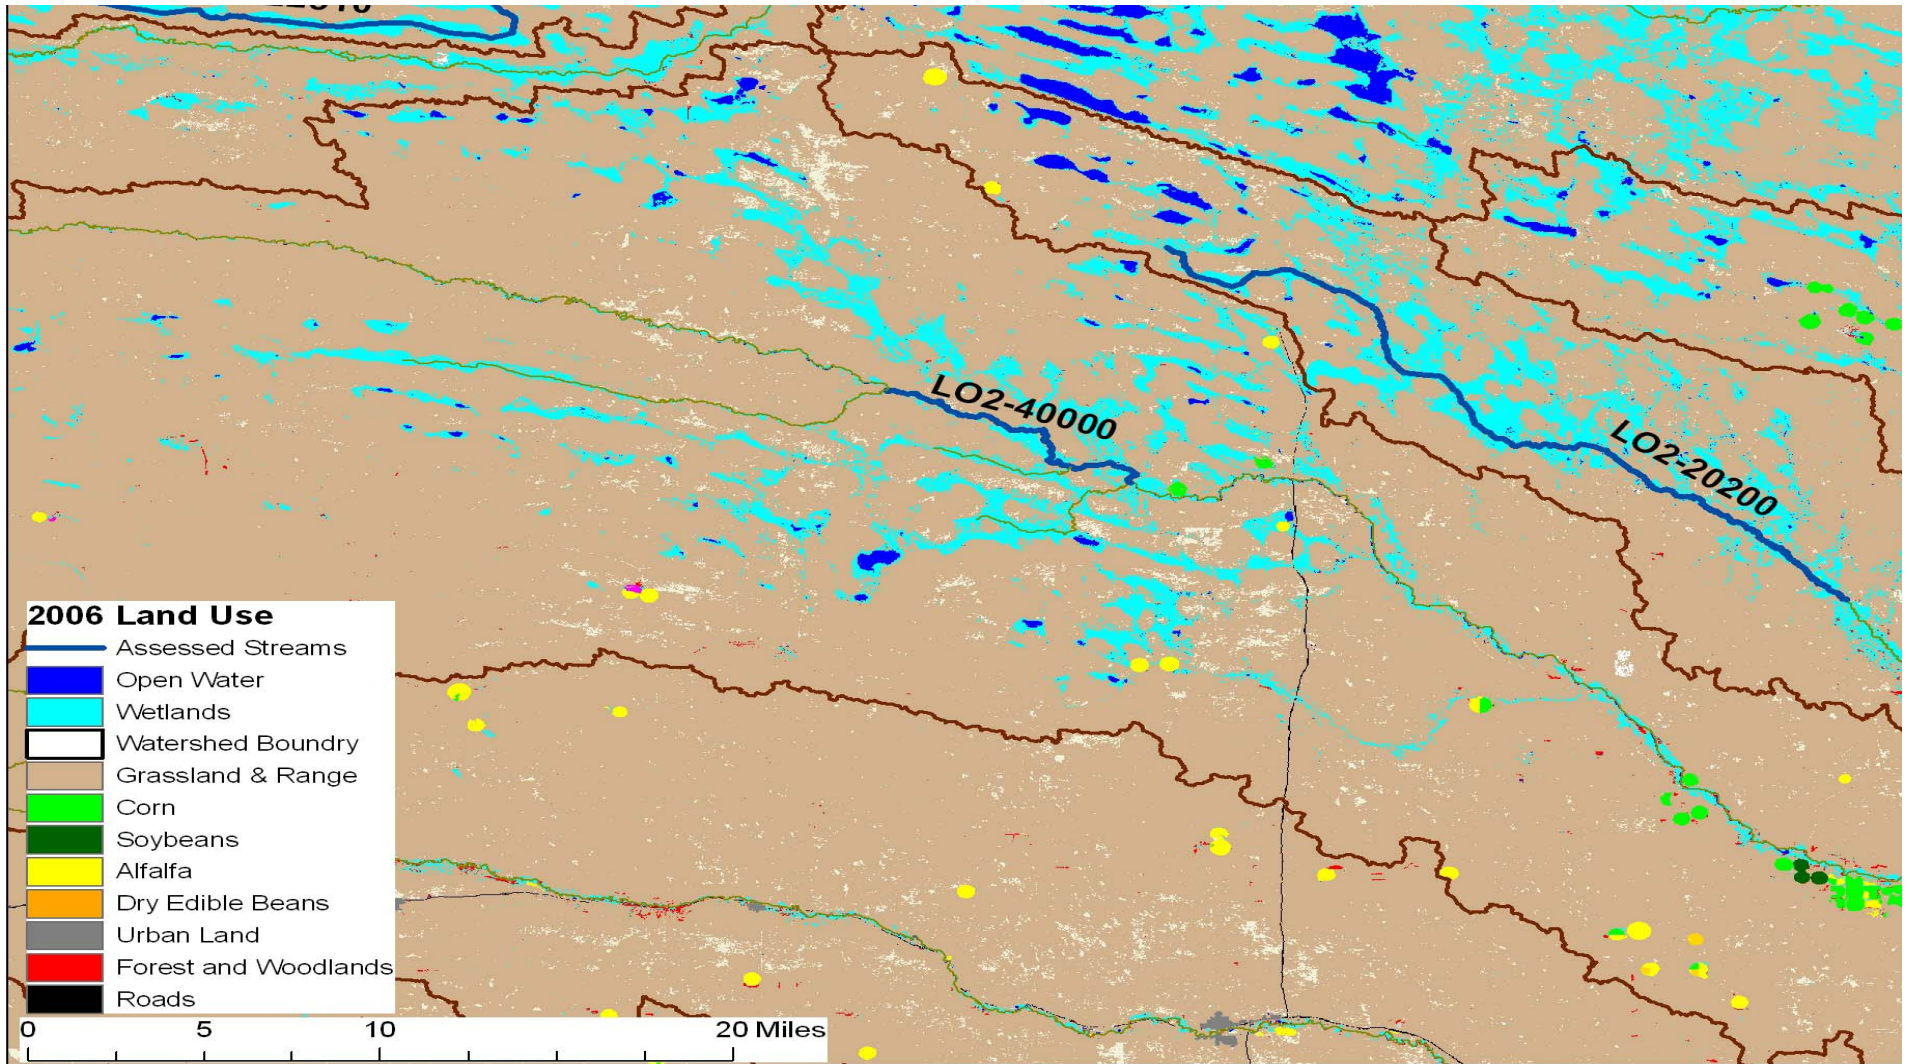 LO2-40000
LO2-20200
2006 Land Use
Assessed Streams
Open Water
Wetlands
Watershed Boundry
Grassland & Range
Corn
Soybeans
Alfalfa
Dry Edible Beans
Urban Land
Forest and Woodlands
Roads
0 5 10 20 Miles